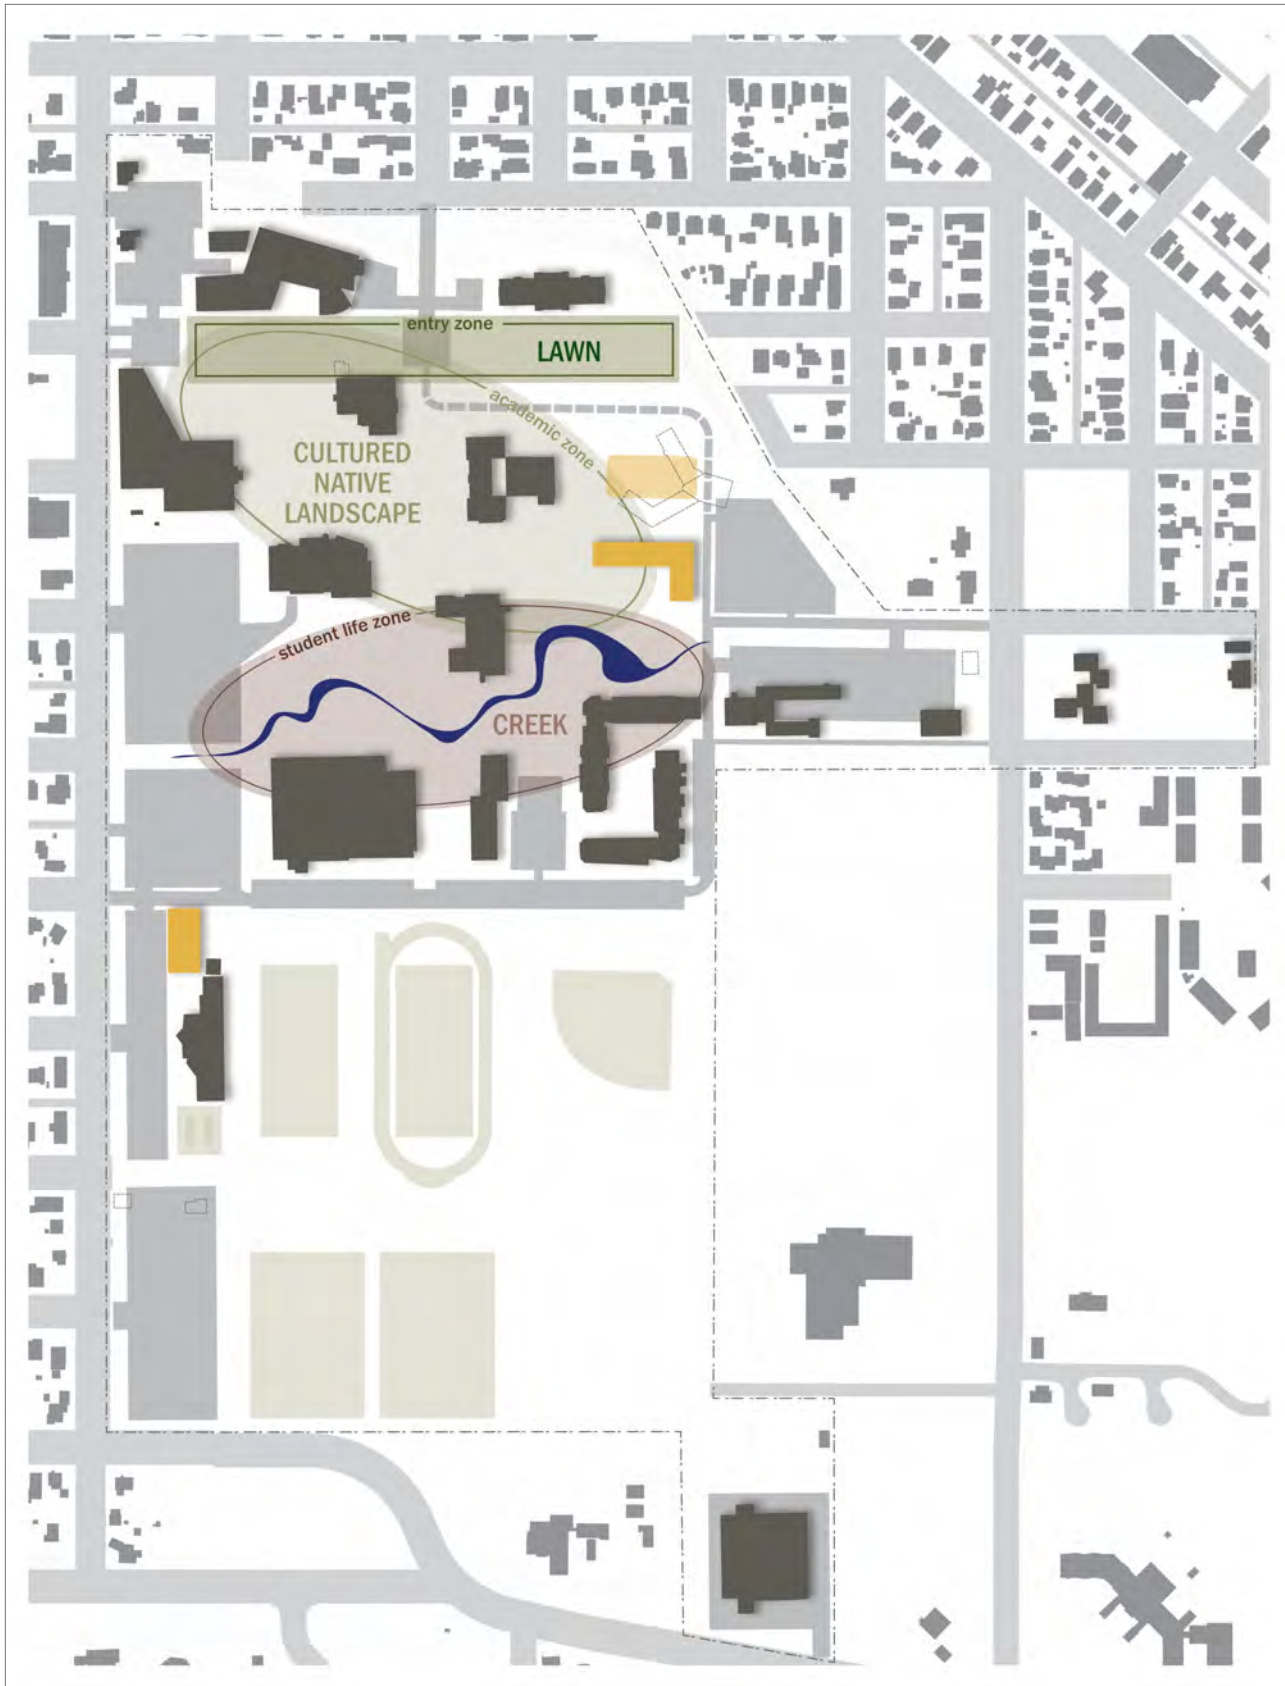 entry zone
LAWN
academic zone
CULTURED
NATIVE
LANDSCAPE
student life zone
CREEK